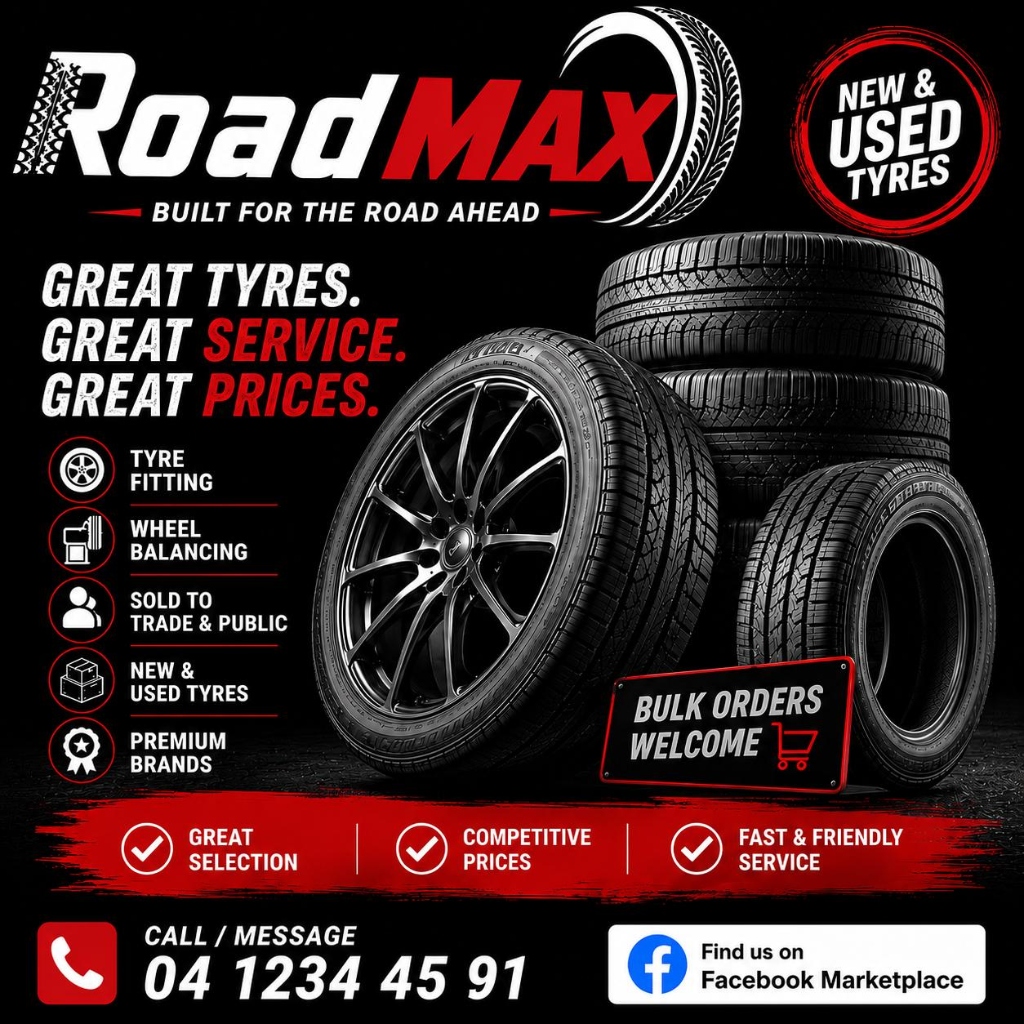 RoadMAX
BUILT FOR THE ROAD AHEAD
NEW &
USED
TYRES
GREAT TYRES.
GREAT SERVICE.
GREAT PRICES.
TYRE
FITTING
WHEEL
BALANCING
SOLD TO
TRADE & PUBLIC
NEW &
USED TYRES
PREMIUM
BRANDS
BULK ORDERS
WELCOME
GREAT
SELECTION
COMPETITIVE
PRICES
FAST & FRIENDLY
SERVICE
CALL / MESSAGE
04 1234 45 91
Find us on
Facebook Marketplace